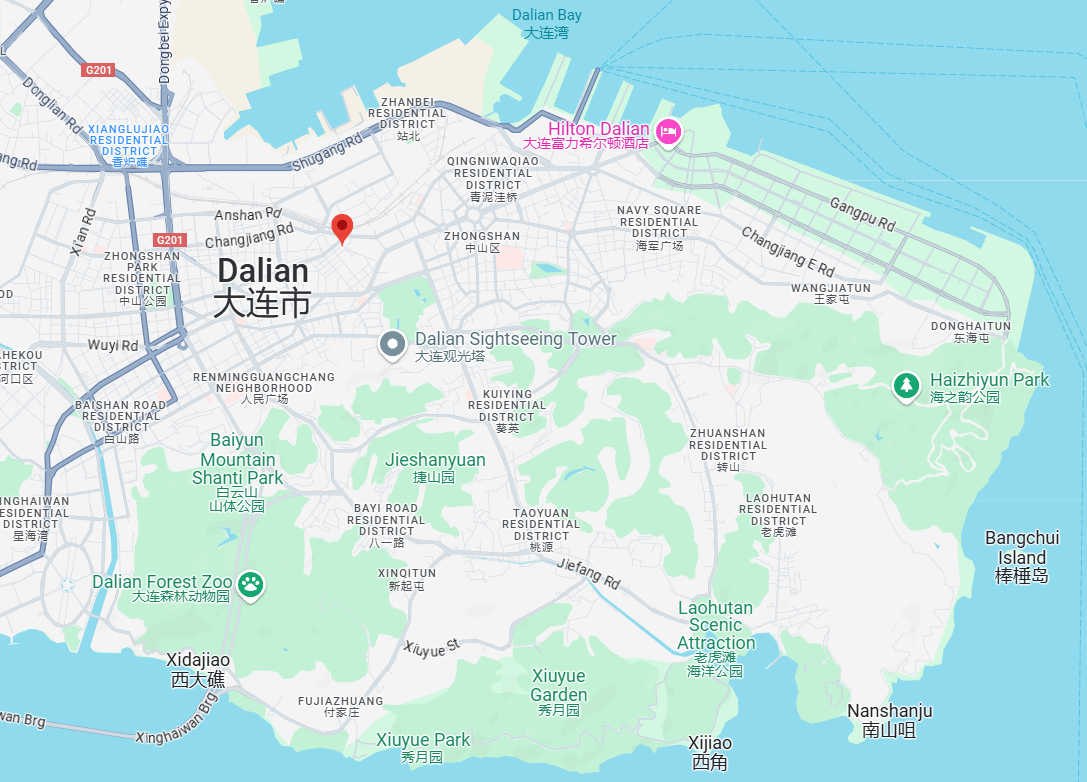 Dalian Bay
大连湾
G201
Dongbei Expy
Donglian Rd
XIANGLUJIAO
RESIDENTIAL
DISTRICT
香炉礁
ZHANBEI
RESIDENTIAL
DISTRICT
站北
Shugang Rd
ang Rd
Hilton Dalian
大连富力希尔顿酒店
QINGNIWAQIAO
RESIDENTIAL
DISTRICT
青泥洼桥
Gangpu Rd
NAVY SQUARE
RESIDENTIAL
DISTRICT
海军广场
Anshan Rd
Changjiang Rd
Xi'an Rd
G201
ZHONGSHAN
中山区
Changjiang E Rd
ZHONGSHAN
PARK
RESIDENTIAL
DISTRICT
中山公园
Dalian
大连市
WANGJIATUN
王家屯
DONGHAITUN
东海屯
Dalian Sightseeing Tower
大连观光塔
Wuyi Rd
AHEKOU
STRICT
河口区
RENMINGGUANGCHANG
NEIGHBORHOOD
人民广场
Haizhiyun Park
海之韵公园
KUIYING
RESIDENTIAL
DISTRICT
葵英
BAISHAN ROAD
RESIDENTIAL
DISTRICT
白山路
ZHUANSHAN
RESIDENTIAL
DISTRICT
转山
Baiyun
Mountain
Shanti Park
白云山
山体公园
Jieshanyuan
捷山园
INGHAIWAN
ESIDENTIAL
DISTRICT
星海湾
BAYI ROAD
RESIDENTIAL
DISTRICT
八一路
TAOYUAN
RESIDENTIAL
DISTRICT
桃源
LAOHUTAN
RESIDENTIAL
DISTRICT
老虎滩
Bangchui
Island
棒棰岛
Dalian Forest Zoo
大连森林动物园
XINQITUN
新起屯
Jiefang Rd
Laohutan
Scenic
Attraction
老虎滩
海洋公园
Xiuyue St
Xidajiao
西大礁
Xiuyue
Garden
秀月园
FUJIAZHUANG
付家庄
Nanshanju
南山咀
wan Brg
Xinghaiwan Brg
Xiuyue Park
秀月园
Xijiao
西角